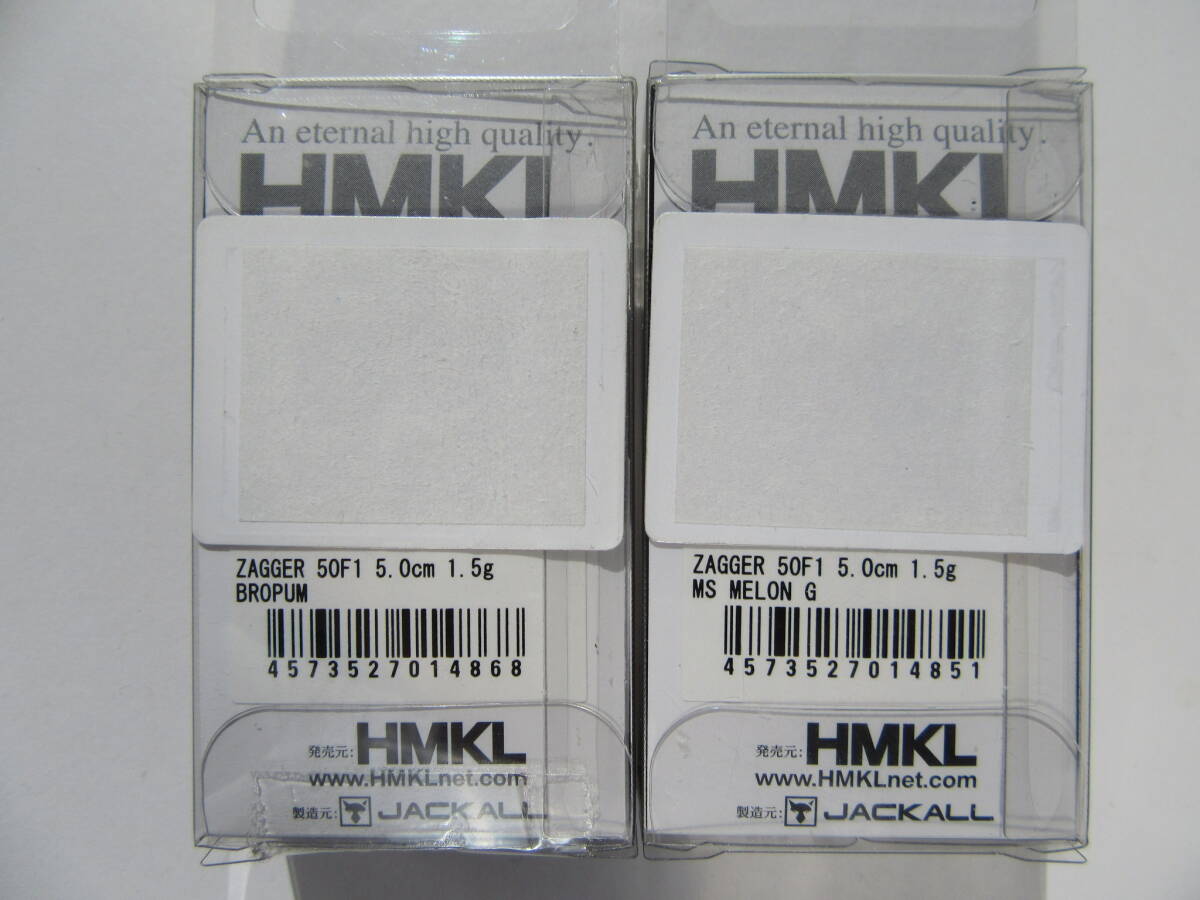 An eternal high quality.
HMKL
ZAGGER 50F1 5.0cm 1.5g
BROPUM
4573527014868
発売元: HMKL
www.HMKLnet.com
製造元: JACKALL
An eternal high quality.
HMKL
ZAGGER 50F1 5.0cm 1.5g
MS MELON G
4573527014851
発売元: HMKL
www.HMKLnet.com
製造元: JACKALL